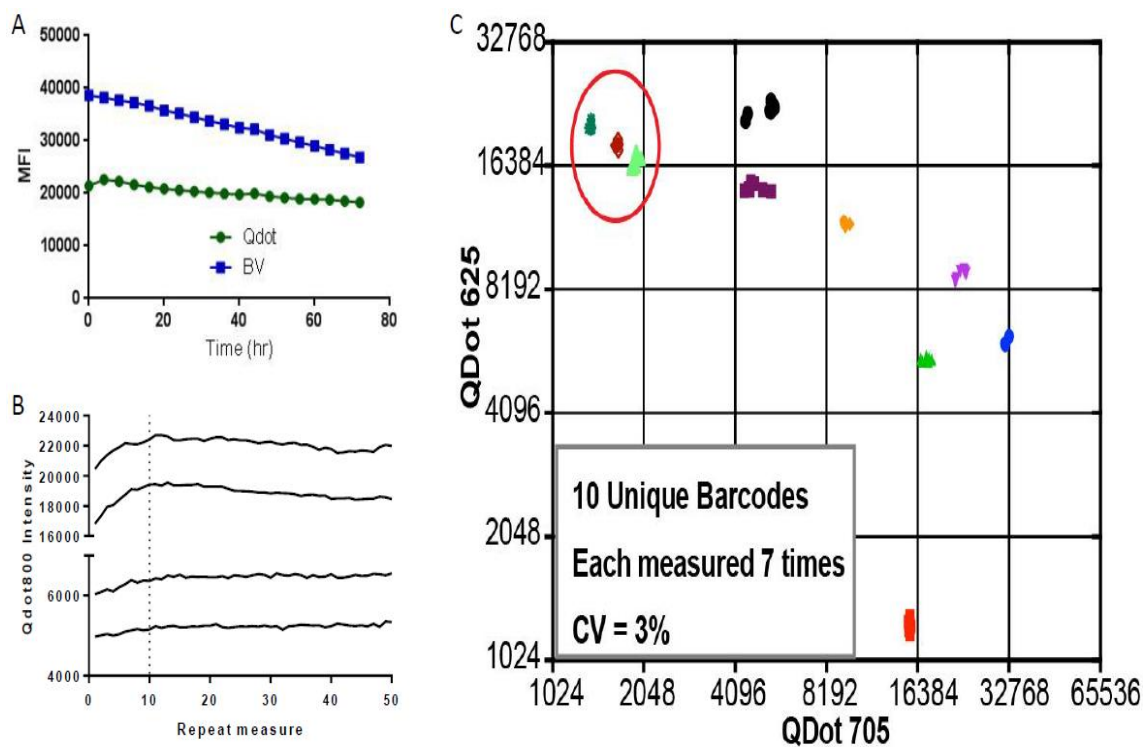 A
50000
40000
30000
20000
10000
0
MFI
Qdot
BV
0 20 40 60 80
Time (hr)
B
24000
22000
20000
18000
16000
6000
4000
Qdot800 Intensity
0 10 20 30 40 50
Repeat measure
C
32768
16384
8192
4096
2048
1024
QDot 625
10 Unique Barcodes
Each measured 7 times
CV = 3%
1024 2048 4096 8192 16384 32768 65536
QDot 705